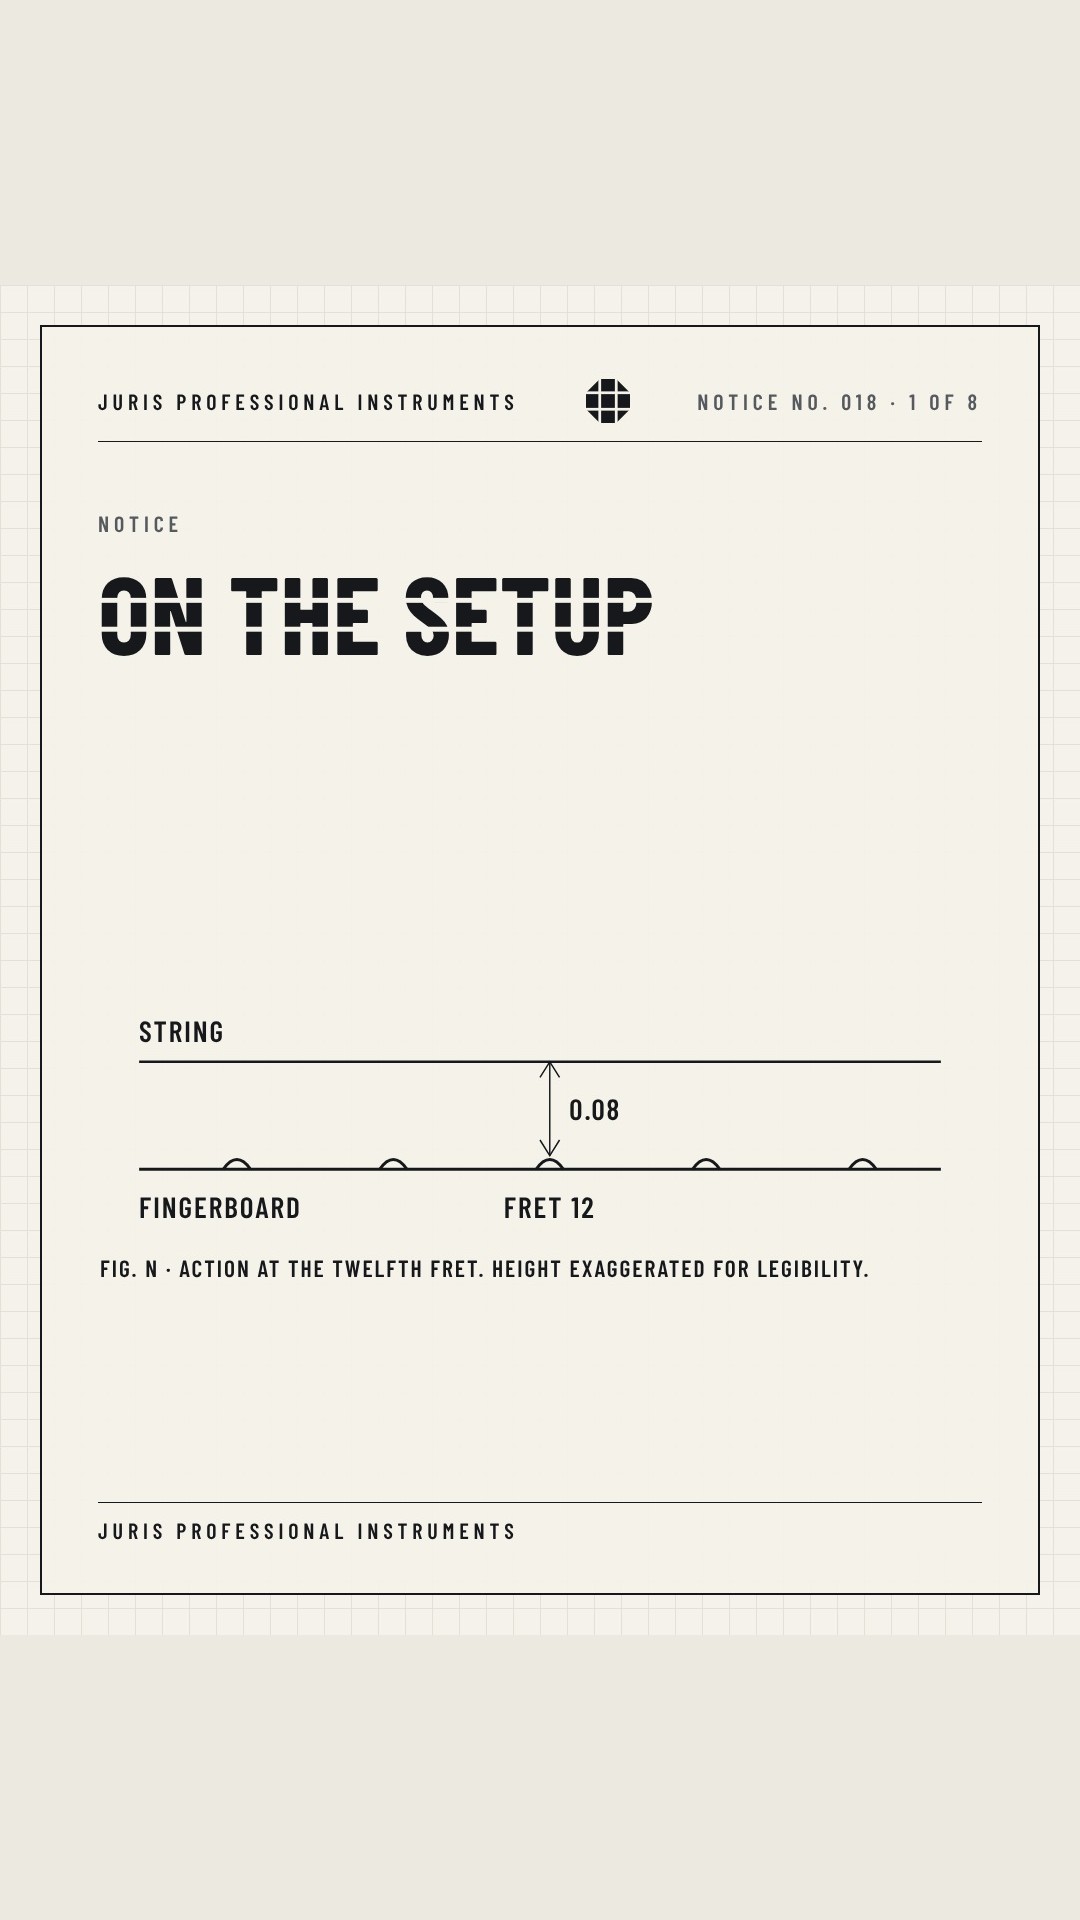 JURIS PROFESSIONAL INSTRUMENTS
NOTICE NO. 018 · 1 OF 8
NOTICE
ON THE SETUP
STRING
0.08
FINGERBOARD
FRET 12
FIG. N · ACTION AT THE TWELFTH FRET. HEIGHT EXAGGERATED FOR LEGIBILITY.
JURIS PROFESSIONAL INSTRUMENTS